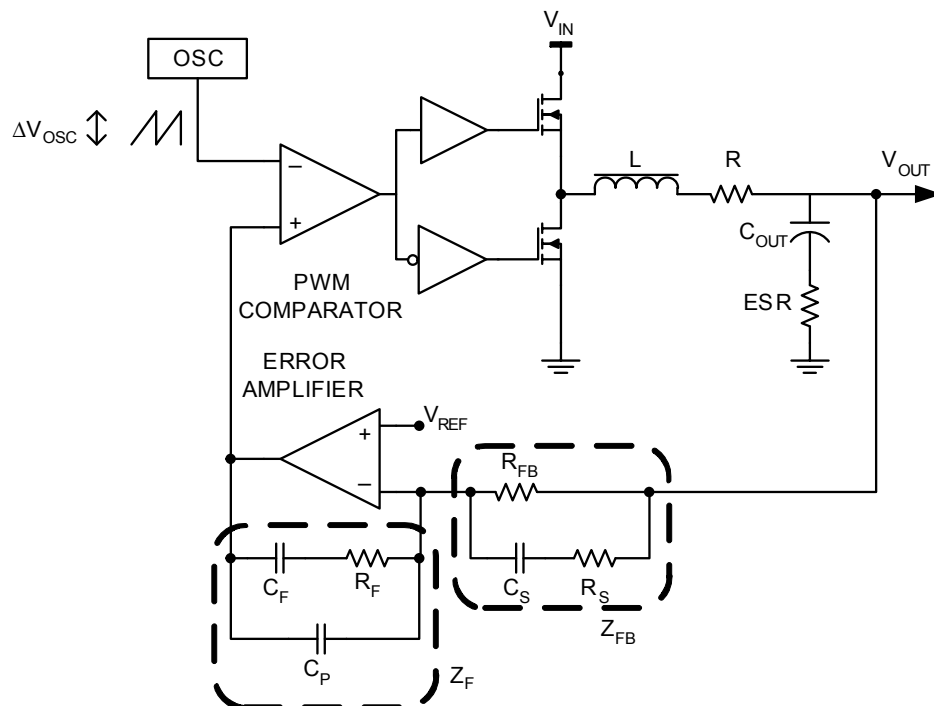 V_IN
OSC
ΔV_OSC
L
R
V_OUT
−
+
C_OUT
PWM
COMPARATOR
ESR
ERROR
AMPLIFIER
V_REF
+
−
R_FB
C_F
R_F
C_S
R_S
Z_FB
C_P
Z_F